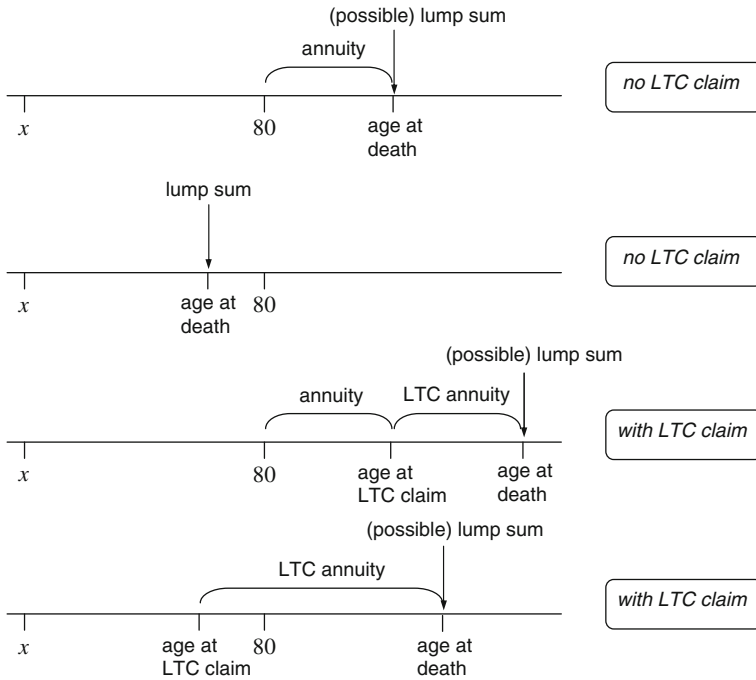 (possible) lump sum
annuity
no LTC claim
x
80
age at
death
lump sum
no LTC claim
x
age at
death
80
(possible) lump sum
annuity
LTC annuity
with LTC claim
x
80
age at
LTC claim
age at
death
(possible) lump sum
LTC annuity
with LTC claim
x
age at
LTC claim
80
age at
death